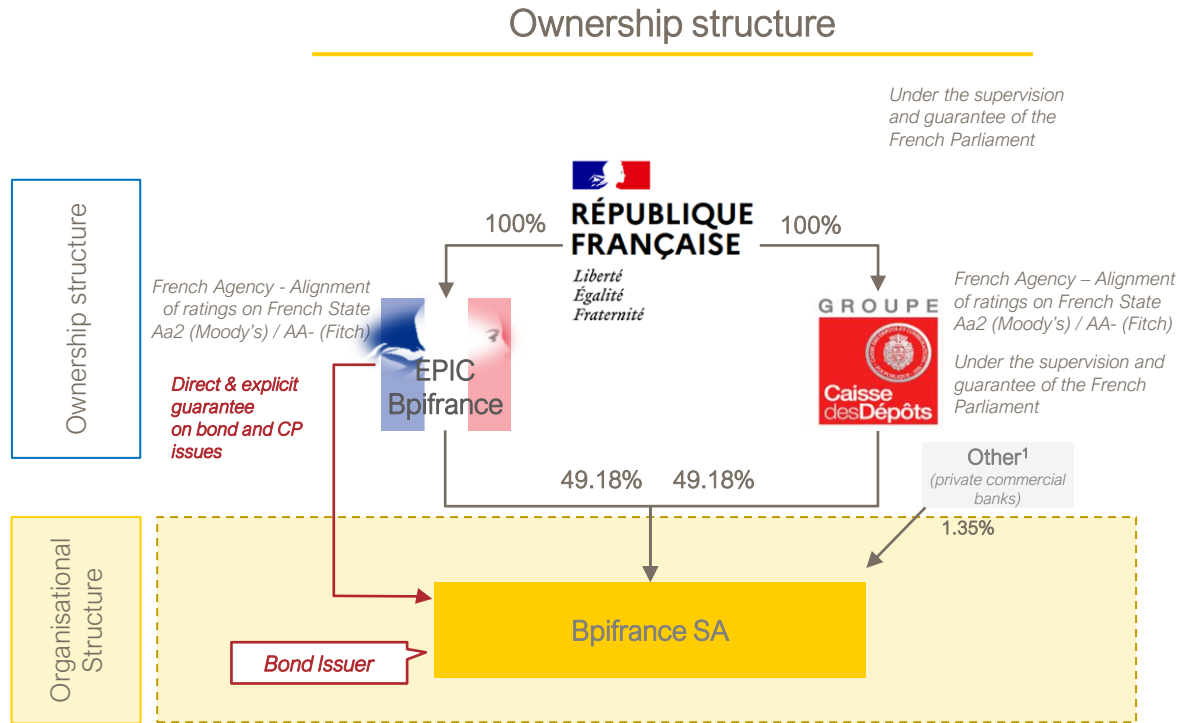 Ownership structure
Under the supervision
and guarantee of the
French Parliament
Ownership structure
RÉPUBLIQUE
FRANÇAISE
Liberté
Égalité
Fraternité
100%
100%
French Agency - Alignment
of ratings on French State
Aa2 (Moody's) / AA- (Fitch)
EPIC
Bpifrance
Direct & explicit
guarantee
on bond and CP
issues
GROUPE
Caisse
desDépôts
French Agency – Alignment
of ratings on French State
Aa2 (Moody's) / AA- (Fitch)
Under the supervision and
guarantee of the French
Parliament
49.18%
49.18%
Other¹
(private commercial
banks)
1.35%
Organisational
Structure
Bpifrance SA
Bond Issuer